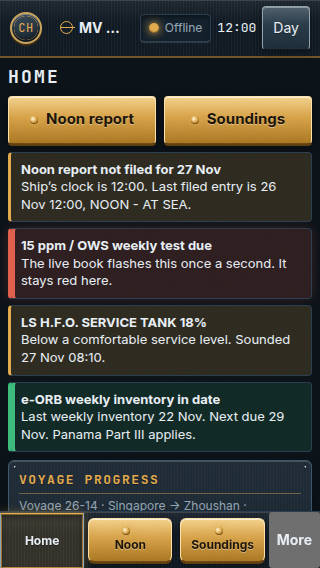 CH MV ... Offline 12:00 Day
HOME
Noon report Soundings
Noon report not filed for 27 Nov
Ship's clock is 12:00. Last filed entry is 26
Nov 12:00, NOON - AT SEA.
15 ppm / OWS weekly test due
The live book flashes this once a second. It
stays red here.
LS H.F.O. SERVICE TANK 18%
Below a comfortable service level. Sounded
27 Nov 08:10.
e-ORB weekly inventory in date
Last weekly inventory 22 Nov. Next due 29
Nov. Panama Part III applies.
VOYAGE PROGRESS
Voyage 26-14 · Singapore → Zhoushan ·
Home Noon Soundings More